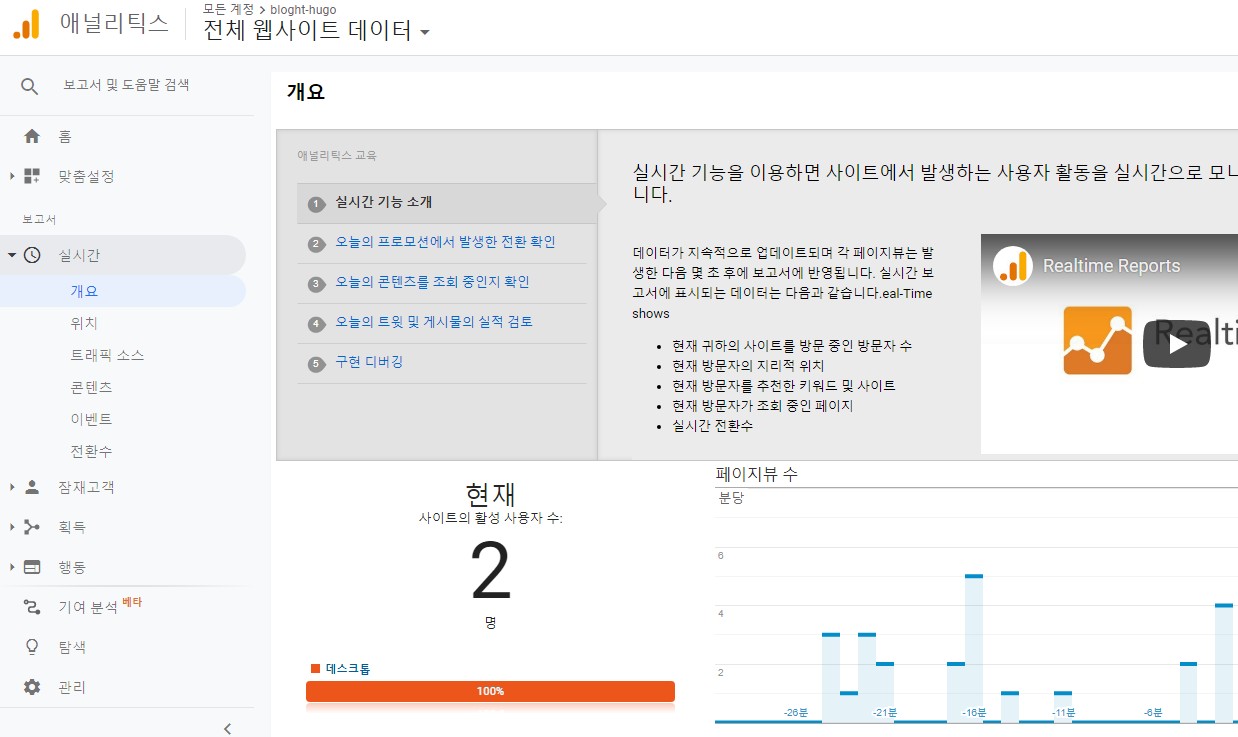 애널리틱스
모든 계정 > bloght-hugo
전체 웹사이트 데이터
보고서 및 도움말 검색
홈
맞춤설정
보고서
실시간
개요
위치
트래픽 소스
콘텐츠
이벤트
전환수
잠재고객
획득
행동
기여 분석 베타
탐색
관리
개요
애널리틱스 교육
1 실시간 기능 소개
2 오늘의 프로모션에서 발생한 전환 확인
3 오늘의 콘텐츠를 조회 중인지 확인
4 오늘의 트윗 및 게시물의 실적 검토
5 구현 디버깅
실시간 기능을 이용하면 사이트에서 발생하는 사용자 활동을 실시간으로 모니
니다.
데이터가 지속적으로 업데이트되며 각 페이지뷰는 발
생한 다음 몇 초 후에 보고서에 반영됩니다. 실시간 보
고서에 표시되는 데이터는 다음과 같습니다.eal-Time
shows
• 현재 귀하의 사이트를 방문 중인 방문자 수
• 현재 방문자의 지리적 위치
• 현재 방문자를 추천한 키워드 및 사이트
• 현재 방문자가 조회 중인 페이지
• 실시간 전환수
Realtime Reports
현재
사이트의 활성 사용자 수:
2
명
데스크톱
100%
페이지뷰 수
분당
6
4
2
-26분 -21분 -16분 -11분 -6분